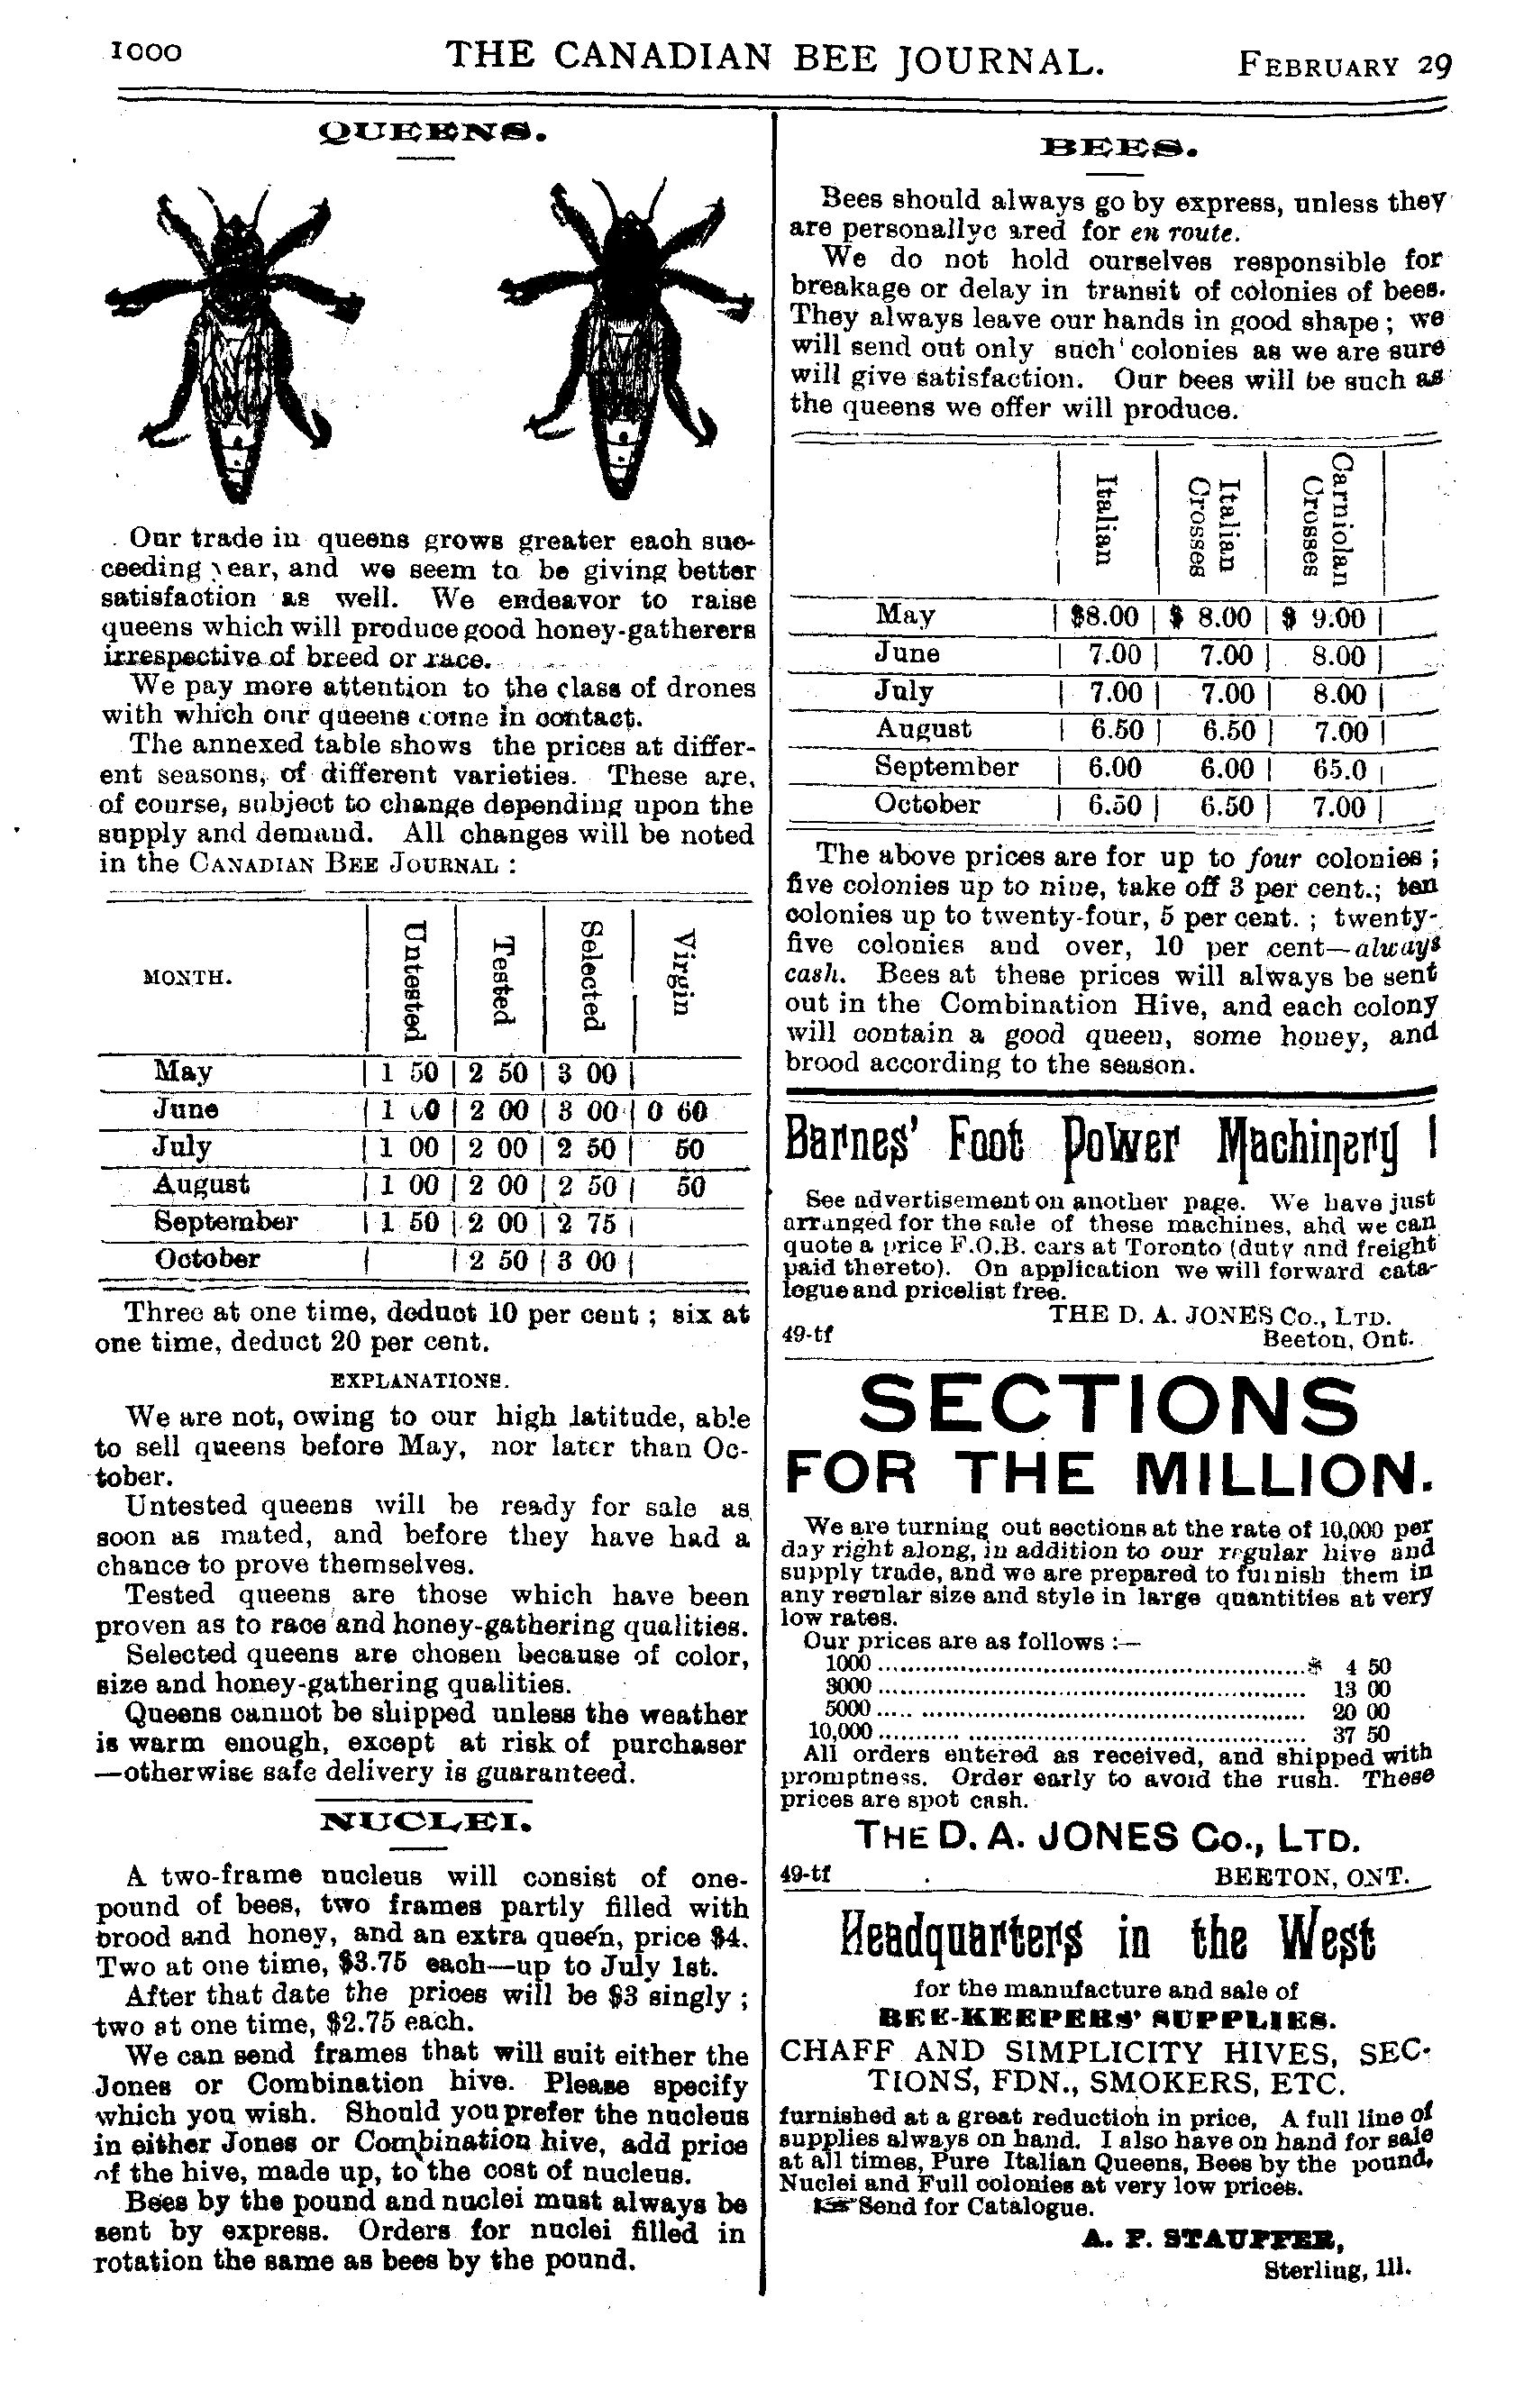 1000 THE CANADIAN BEE JOURNAL. FEBRUARY 29
QUEENS.
Our trade in queens grows greater each suc-
ceeding year, and we seem to be giving better
satisfaction as well. We endeavor to raise
queens which will produce good honey-gatherers
irrespective of breed or race.
We pay more attention to the class of drones
with which our queens come in contact.
The annexed table shows the prices at differ-
ent seasons, of different varieties. These are,
of course, subject to change depending upon the
supply and demand. All changes will be noted
in the CANADIAN BEE JOURNAL :
MONTH. Untested Tested Selected Virgin
May 1 50 2 50 3 00
June 1 00 2 00 3 00 0 60
July 1 00 2 00 2 50 50
August 1 00 2 00 2 50 50
September 1 50 2 00 2 75
October 2 50 3 00
Three at one time, deduct 10 per cent ; six at
one time, deduct 20 per cent.
EXPLANATIONS.
We are not, owing to our high latitude, able
to sell queens before May, nor later than Oc-
tober.
Untested queens will be ready for sale as
soon as mated, and before they have had a
chance to prove themselves.
Tested queens are those which have been
proven as to race and honey-gathering qualities.
Selected queens are chosen because of color,
size and honey-gathering qualities.
Queens cannot be shipped unless the weather
is warm enough, except at risk of purchaser
—otherwise safe delivery is guaranteed.
NUCLEI.
A two-frame nucleus will consist of one-
pound of bees, two frames partly filled with
brood and honey, and an extra queen, price $4.
Two at one time, $3.75 each—up to July 1st.
After that date the prices will be $3 singly ;
two at one time, $2.75 each.
We can send frames that will suit either the
Jones or Combination hive. Please specify
which you wish. Should you prefer the nucleus
in either Jones or Combination hive, add price
of the hive, made up, to the cost of nucleus.
Bees by the pound and nuclei must always be
sent by express. Orders for nuclei filled in
rotation the same as bees by the pound.
BEES.
Bees should always go by express, unless they
are personallyc ared for en route.
We do not hold ourselves responsible for
breakage or delay in transit of colonies of bees.
They always leave our hands in good shape ; we
will send out only such colonies as we are sure
will give satisfaction. Our bees will be such as
the queens we offer will produce.
Italian Italian Crosses Carniolan Crosses
May $8.00 $ 8.00 $ 9.00
June 7.00 7.00 8.00
July 7.00 7.00 8.00
August 6.50 6.50 7.00
September 6.00 6.00 65.0
October 6.50 6.50 7.00
The above prices are for up to four colonies ;
five colonies up to nine, take off 3 per cent.; ten
colonies up to twenty-four, 5 per cent. ; twenty-
five colonies and over, 10 per cent—always
cash. Bees at these prices will always be sent
out in the Combination Hive, and each colony
will contain a good queen, some honey, and
brood according to the season.
Barnes' Foot Power Machinery !
See advertisement on another page. We have just
arranged for the sale of these machines, ahd we can
quote a price F.O.B. cars at Toronto (duty and freight
paid thereto). On application we will forward cata-
logue and pricelist free.
THE D. A. JONES Co., LTD.
49-tf Beeton, Ont.
SECTIONS
FOR THE MILLION.
We are turning out sections at the rate of 10,000 per
day right along, in addition to our regular hive and
supply trade, and we are prepared to furnish them in
any regular size and style in large quantities at very
low rates.
Our prices are as follows :—
1000 ........................................ $ 4 50
3000 ........................................ 13 00
5000 ........................................ 20 00
10,000 ........................................ 37 50
All orders entered as received, and shipped with
promptness. Order early to avoid the rush. These
prices are spot cash.
THE D. A. JONES Co., LTD.
49-tf BEETON, ONT.
Headquarters in the West
for the manufacture and sale of
BEE-KEEPERS' SUPPLIES.
CHAFF AND SIMPLICITY HIVES, SEC-
TIONS, FDN., SMOKERS, ETC.
furnished at a great reduction in price, A full line of
supplies always on hand. I also have on hand for sale
at all times, Pure Italian Queens, Bees by the pound,
Nuclei and Full colonies at very low prices.
☞Send for Catalogue.
A. F. STAUFFER,
Sterling, Ill.